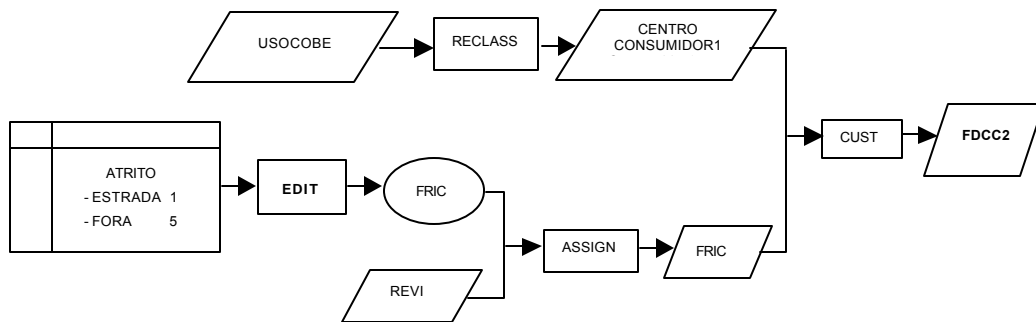 USOCOBE
RECLASS
CENTRO
CONSUMIDOR1
CUST
FDCC2
ATRITO
- ESTRADA 1
- FORA 5
EDIT
FRIC
REVI
ASSIGN
FRIC